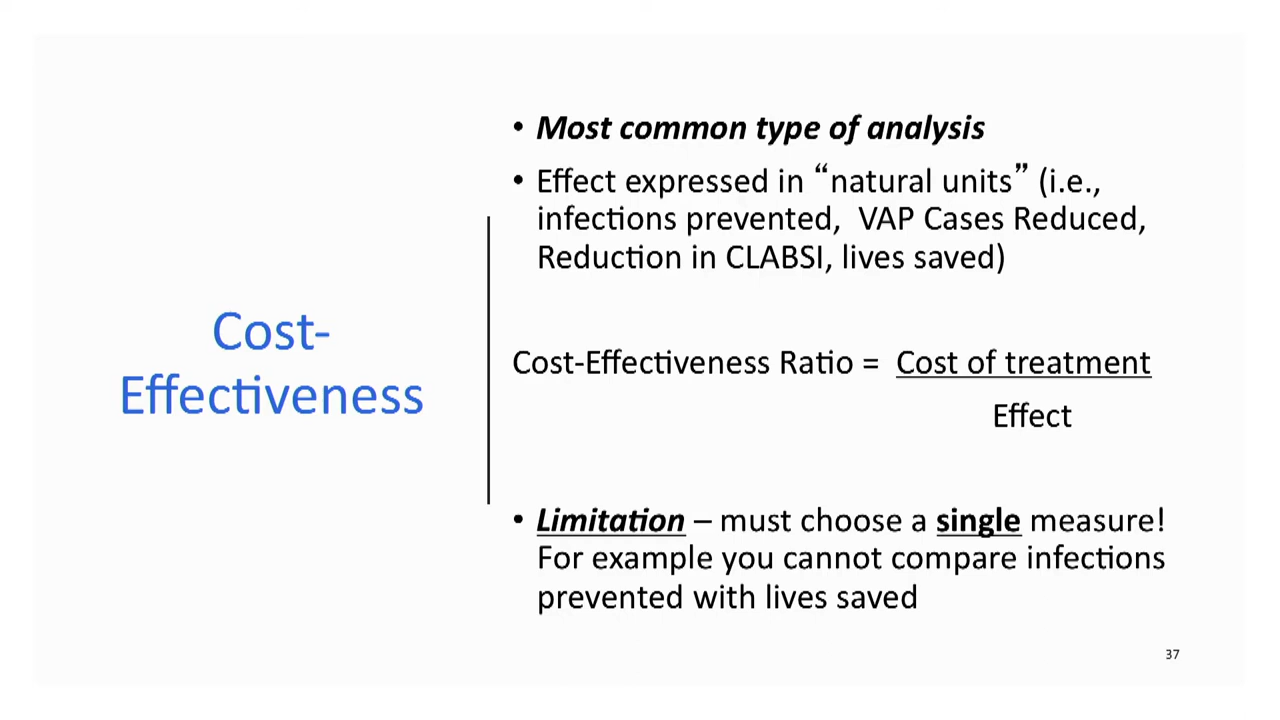 Cost-
Effectiveness
• Most common type of analysis
• Effect expressed in “natural units” (i.e.,
infections prevented,  VAP Cases Reduced,
Reduction in CLABSI, lives saved)
Cost-Effectiveness Ratio = Cost of treatment
Effect
• Limitation – must choose a single measure!
For example you cannot compare infections
prevented with lives saved
37